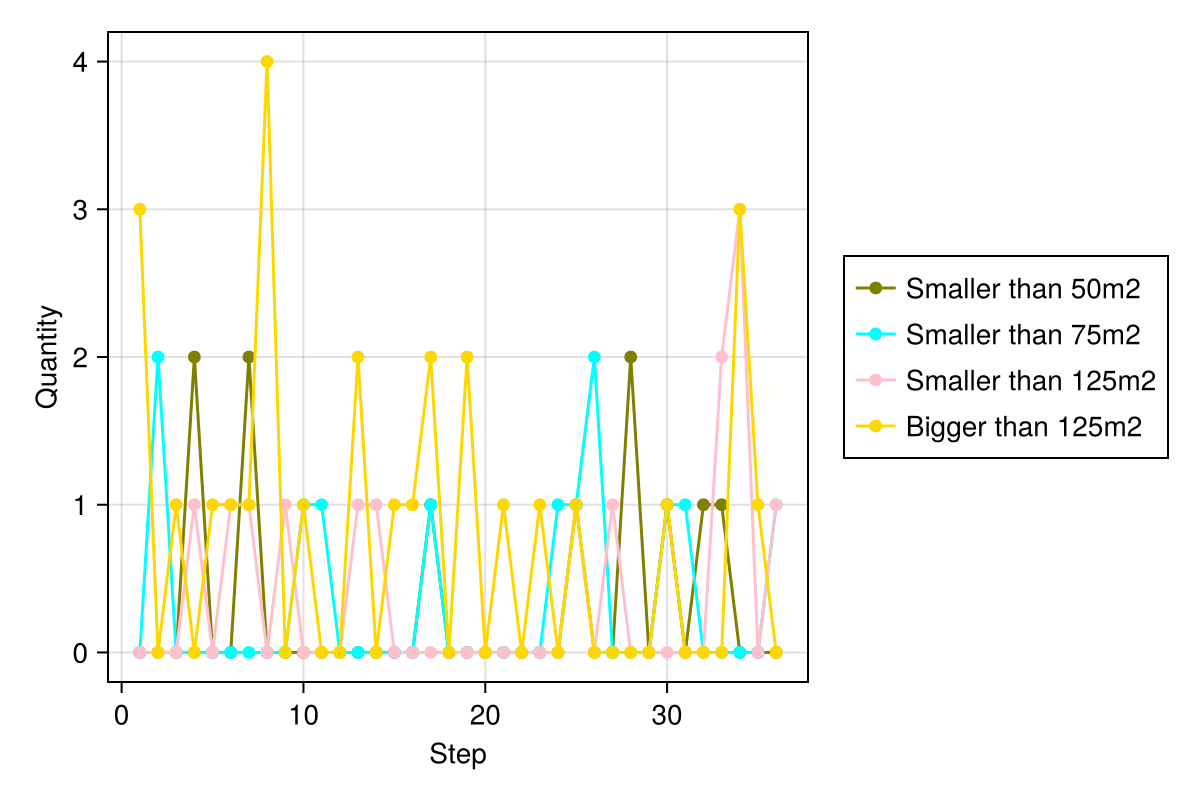 4
3
2
1
0
Quantity
0 10 20 30
Step
Smaller than 50m2
Smaller than 75m2
Smaller than 125m2
Bigger than 125m2